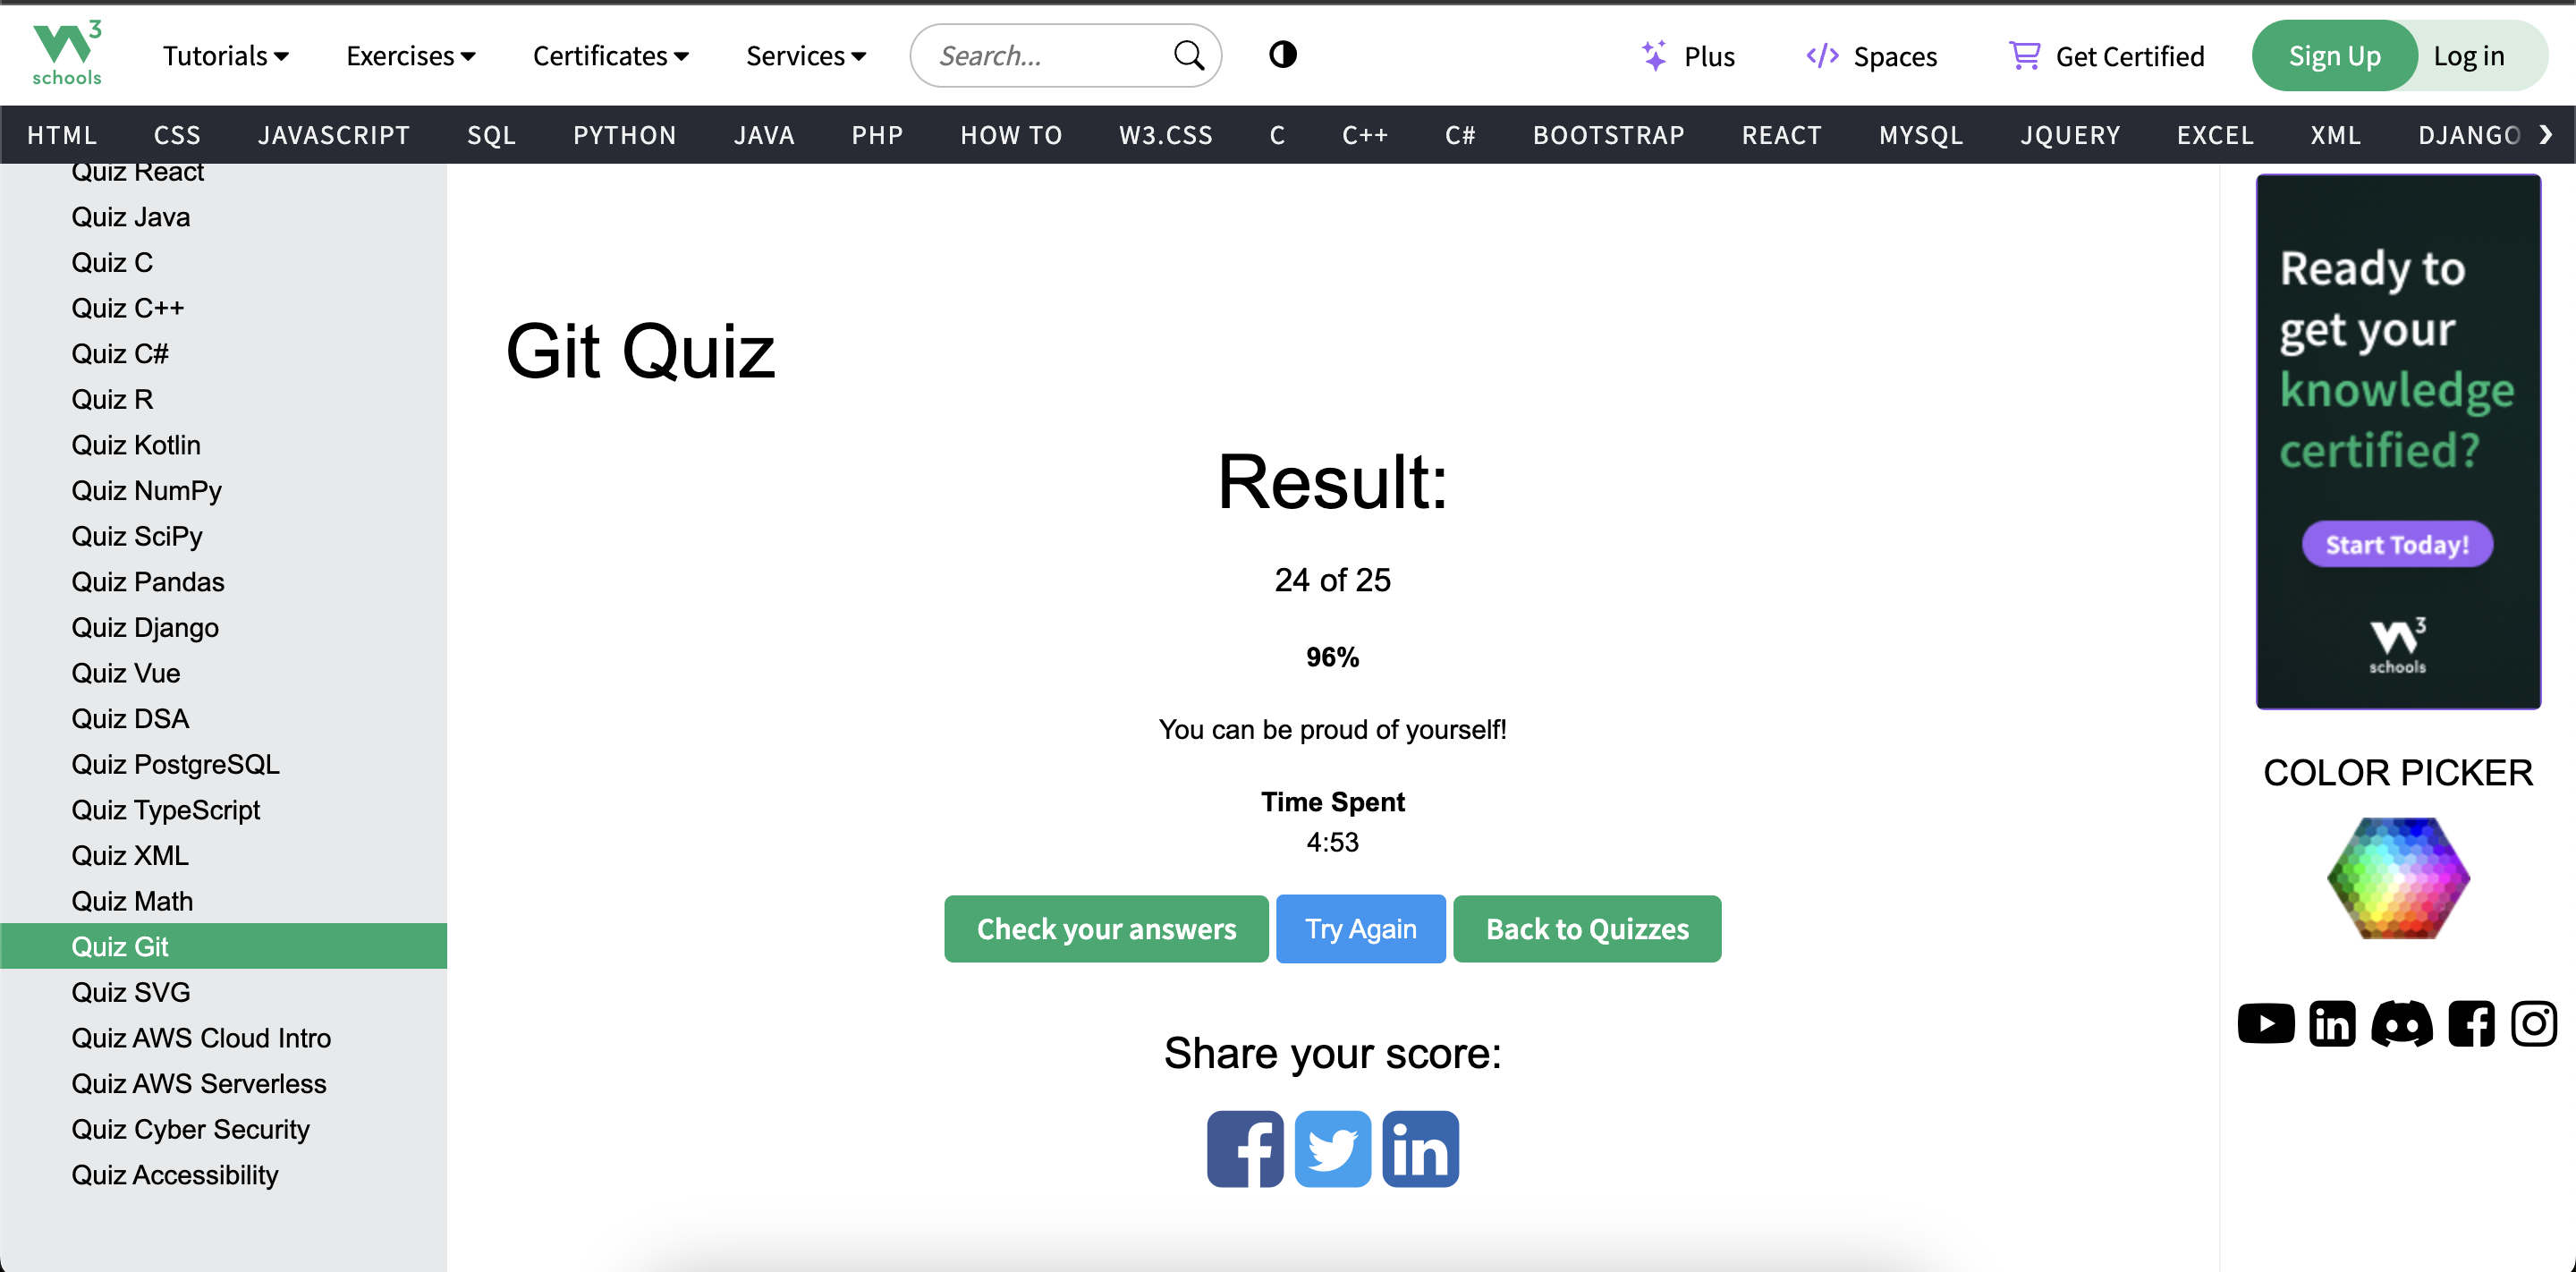 3
schools
Tutorials Exercises Certificates Services Search... Plus Spaces Get Certified Sign Up Log in
HTML CSS JAVASCRIPT SQL PYTHON JAVA PHP HOW TO W3.CSS C C++ C# BOOTSTRAP REACT MYSQL JQUERY EXCEL XML DJANGO
Quiz React
Quiz Java
Quiz C
Quiz C++
Quiz C#
Quiz R
Quiz Kotlin
Quiz NumPy
Quiz SciPy
Quiz Pandas
Quiz Django
Quiz Vue
Quiz DSA
Quiz PostgreSQL
Quiz TypeScript
Quiz XML
Quiz Math
Quiz Git
Quiz SVG
Quiz AWS Cloud Intro
Quiz AWS Serverless
Quiz Cyber Security
Quiz Accessibility
Git Quiz
Result:
24 of 25
96%
You can be proud of yourself!
Time Spent
4:53
Check your answers Try Again Back to Quizzes
Share your score:
Ready to
get your
knowledge
certified?
Start Today!
3
schools
COLOR PICKER